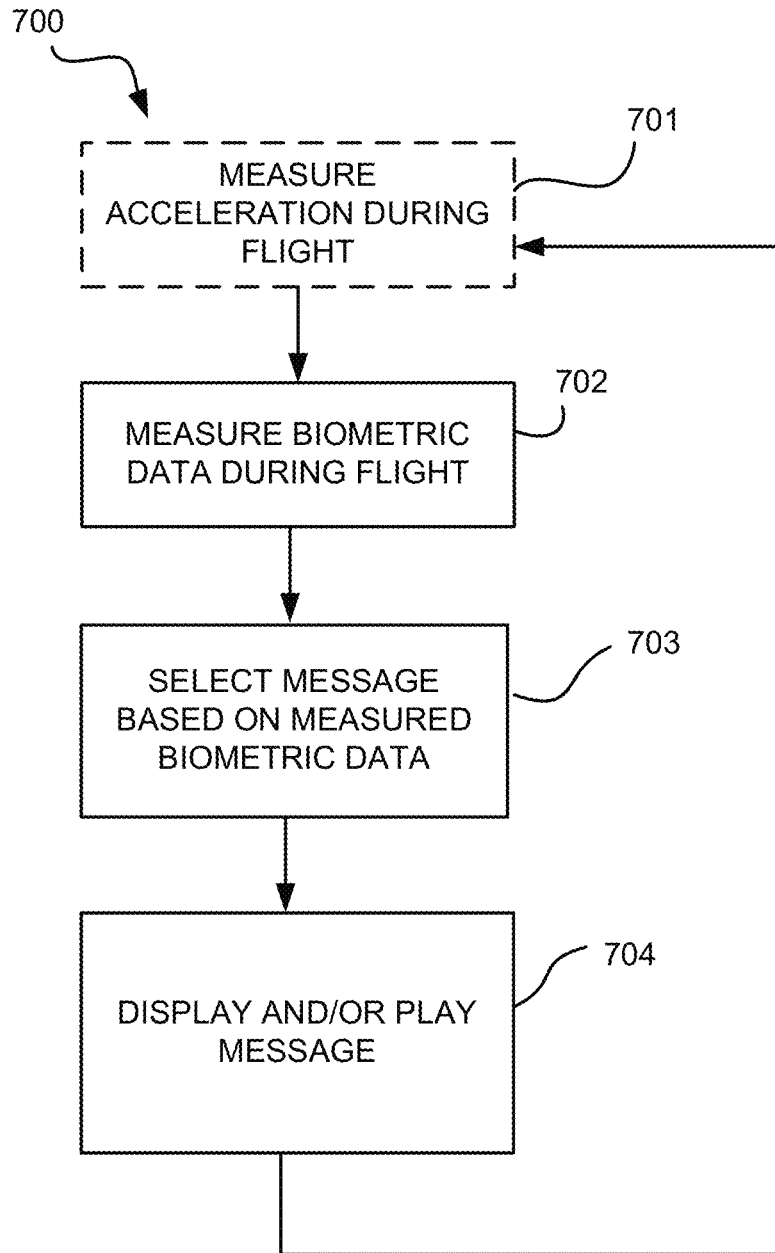 700
701
MEASURE
ACCELERATION DURING
FLIGHT
702
MEASURE BIOMETRIC
DATA DURING FLIGHT
703
SELECT MESSAGE
BASED ON MEASURED
BIOMETRIC DATA
704
DISPLAY AND/OR PLAY
MESSAGE